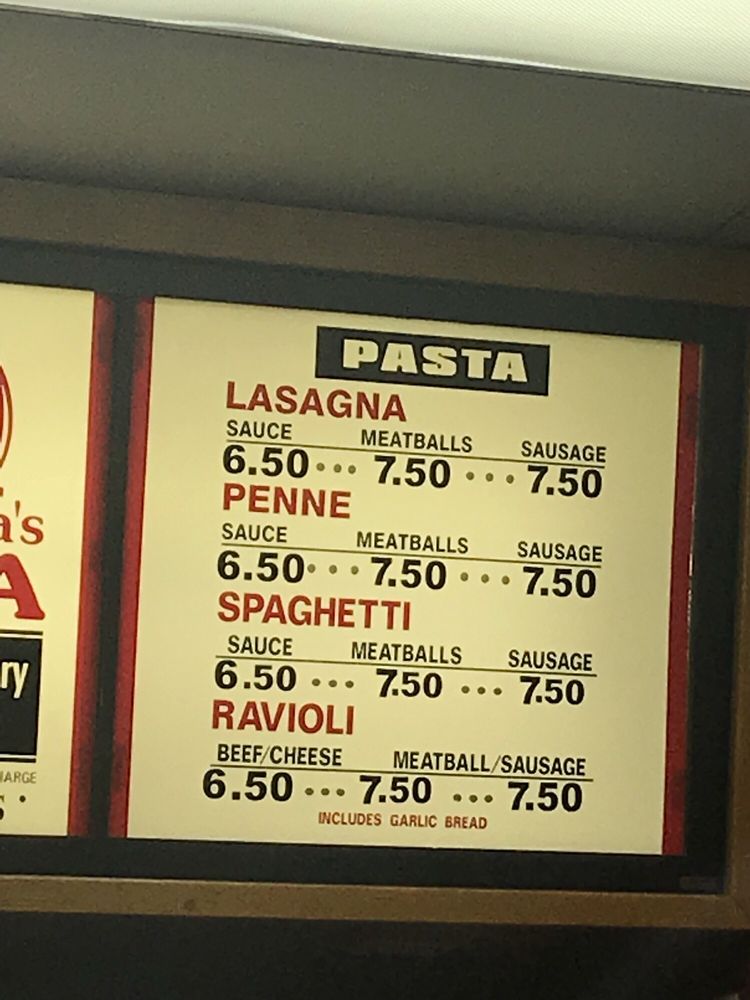 PASTA
LASAGNA
SAUCE MEATBALLS SAUSAGE
6.50 ••• 7.50 ••• 7.50
PENNE
SAUCE MEATBALLS SAUSAGE
6.50 ••• 7.50 ••• 7.50
SPAGHETTI
SAUCE MEATBALLS SAUSAGE
6.50 ••• 7.50 ••• 7.50
RAVIOLI
BEEF/CHEESE MEATBALL/SAUSAGE
6.50 ••• 7.50 ••• 7.50
INCLUDES GARLIC BREAD
a's
A
ry